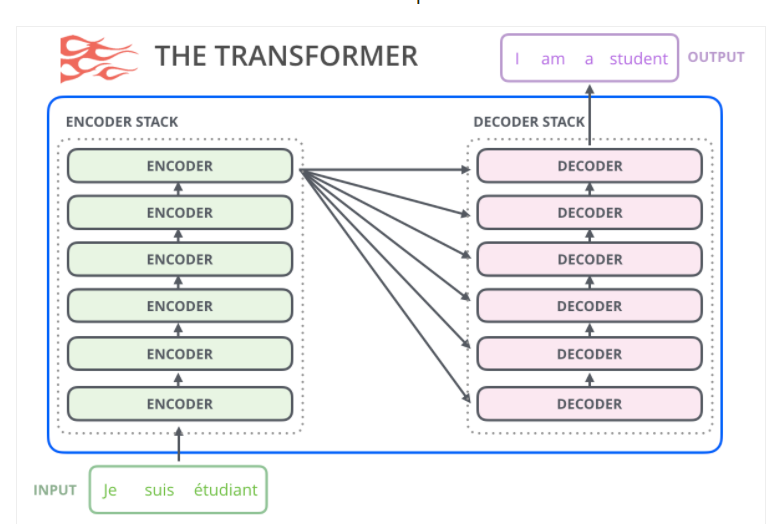 THE TRANSFORMER
I am a student OUTPUT
ENCODER STACK
DECODER STACK
ENCODER
DECODER
ENCODER
DECODER
ENCODER
DECODER
ENCODER
DECODER
ENCODER
DECODER
ENCODER
DECODER
INPUT Je suis étudiant